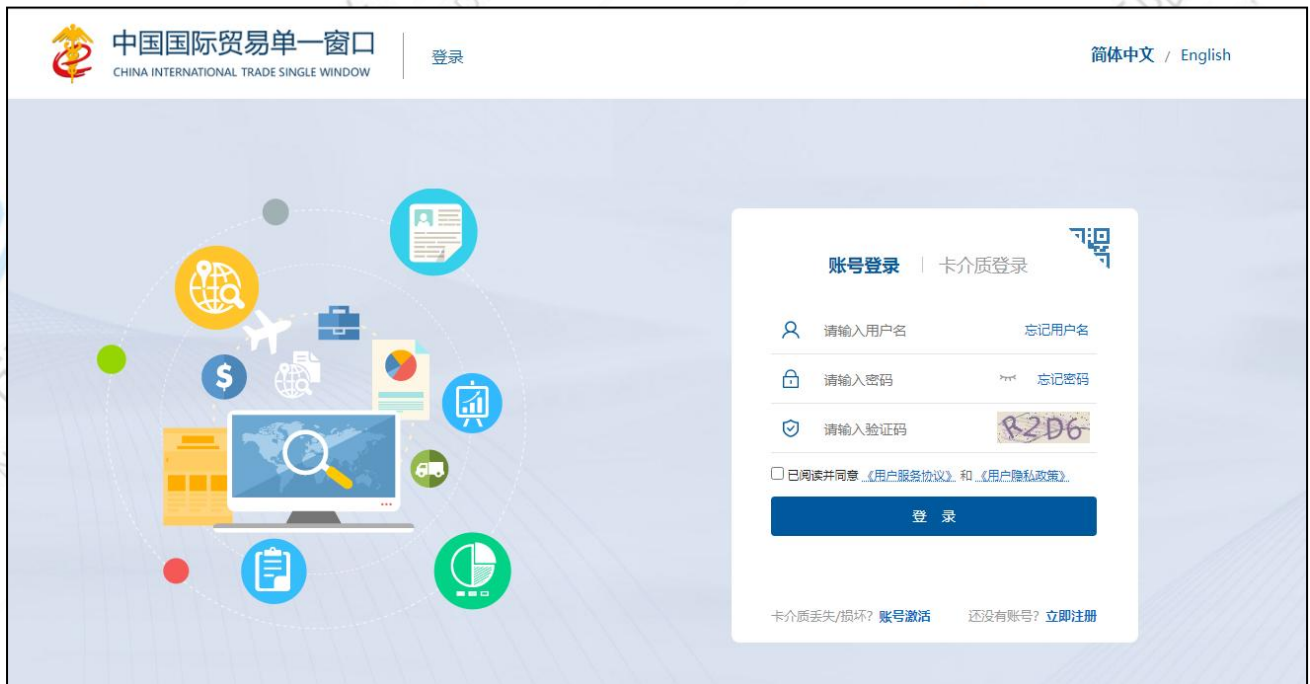 中国国际贸易单一窗口
CHINA INTERNATIONAL TRADE SINGLE WINDOW
登录
简体中文 / English
账号登录 | 卡介质登录
请输入用户名 忘记用户名
请输入密码 忘记密码
请输入验证码 R2D6
已阅读并同意 《用户服务协议》 和 《用户隐私政策》
登 录
卡介质丢失/损坏? 账号激活 还没有账号? 立即注册